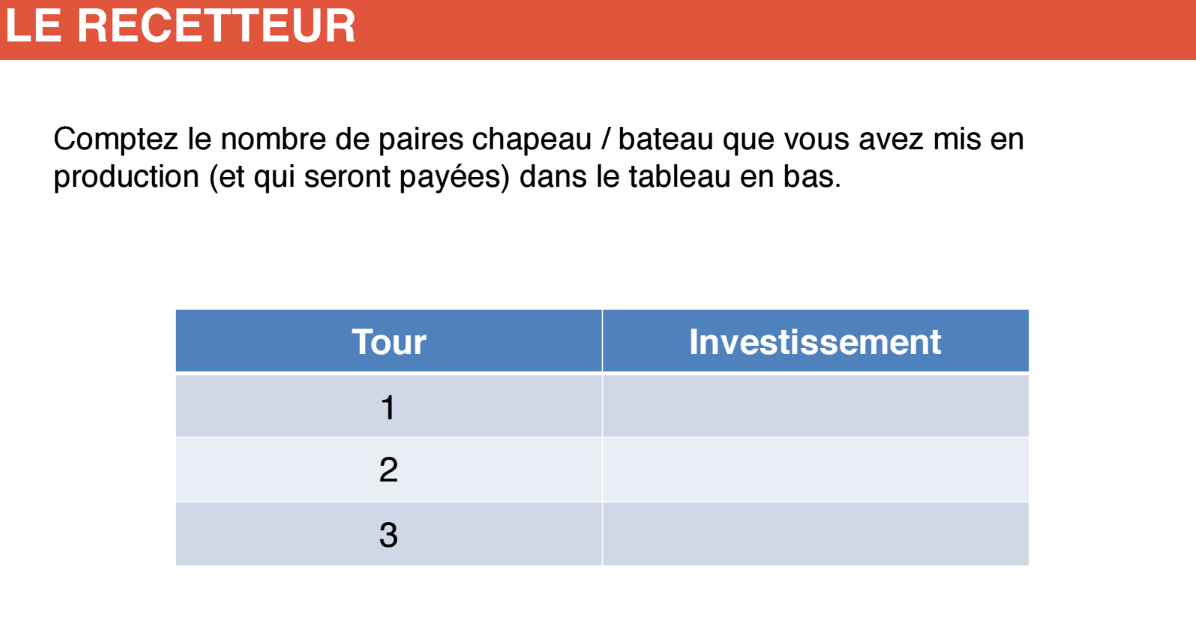 LE RECETTEUR
Comptez le nombre de paires chapeau / bateau que vous avez mis en
production (et qui seront payées) dans le tableau en bas.
Tour Investissement
1
2
3